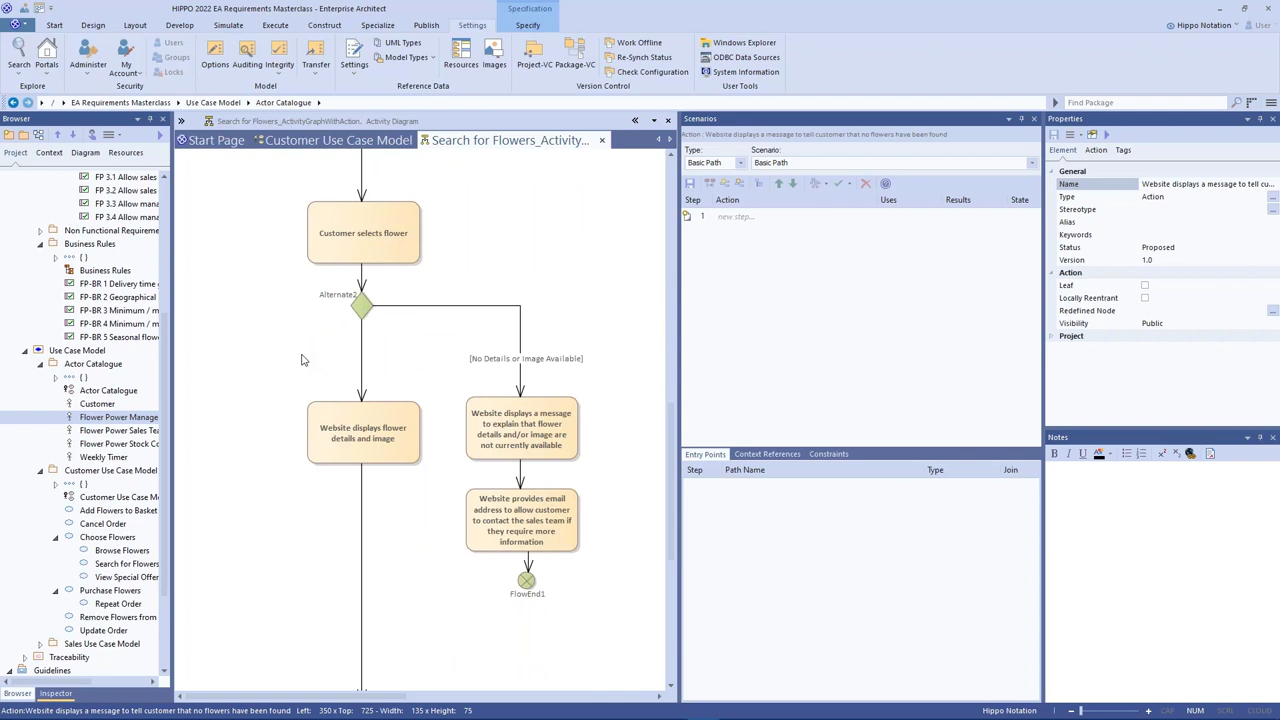 HIPPO 2022 EA Requirements Masterclass - Enterprise Architect
Specification
Start Design Layout Develop Simulate Execute Construct Specialize Publish Settings Specify
Hippo Notation User
Search Portals Administer My Account Users Groups Locks Options Auditing Integrity Transfer Settings UML Types Model Types Resources Images Project-VC Package-VC Work Offline Re-Synch Status Check Configuration Windows Explorer ODBC Data Sources System Information
Explore Security Model Reference Data Version Control User Tools
/ EA Requirements Masterclass Use Case Model Actor Catalogue
Find Package
Browser
Project Context Diagram Resources
FP 3.1 Allow sales
FP 3.2 Allow sales
FP 3.3 Allow mana
FP 3.4 Allow mana
Non Functional Requireme
Business Rules
{ }
Business Rules
FP-BR 1 Delivery time
FP-BR 2 Geographical
FP-BR 3 Minimum / m
FP-BR 4 Minimum / m
FP-BR 5 Seasonal flowe
Use Case Model
Actor Catalogue
{ }
Actor Catalogue
Customer
Flower Power Manage
Flower Power Sales Tea
Flower Power Stock Co
Weekly Timer
Customer Use Case Model
{ }
Customer Use Case Mo
Add Flowers to Basket
Cancel Order
Choose Flowers
Browse Flowers
Search for Flowers
View Special Offer
Purchase Flowers
Repeat Order
Remove Flowers from
Update Order
Sales Use Case Model
Traceability
Guidelines
Browser Inspector
Search for Flowers_ActivityGraphWithAction. Activity Diagram
Start Page Customer Use Case Model Search for Flowers_Activity...
Customer selects flower
Alternate2
[No Details or Image Available]
Website displays flower
details and image
Website displays a message
to explain that flower
details and/or image are
not currently available
Website provides email
address to allow customer
to contact the sales team if
they require more
information
FlowEnd1
Scenarios
Action : Website displays a message to tell customer that no flowers have been found
Type: Scenario:
Basic Path Basic Path
Step Action Uses Results State
1 new step...
Entry Points Context References Constraints
Step Path Name Type Join
Properties
Element Action Tags
General
Name Website displays a message to tell cu...
Type Action
Stereotype
Alias
Keywords
Status Proposed
Version 1.0
Action
Leaf
Locally Reentrant
Redefined Node
Visibility Public
Project
Notes
B I U A
Action:Website displays a message to tell customer that no flowers have been found Left: 350 x Top: 725 - Width: 135 x Height: 75
Hippo Notation CAP NUM SCRL CLOUD